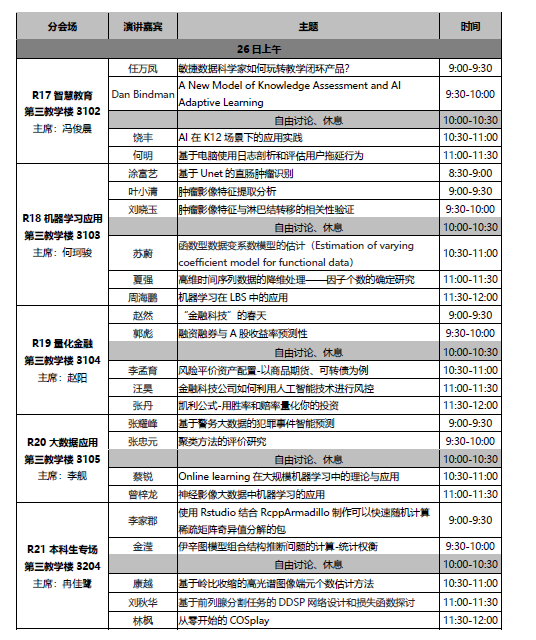 分会场 演讲嘉宾 主题 时间
26日上午
R17 智慧教育
第三教学楼 3102
主席：冯俊晨
任万凤 敏捷数据科学家如何玩转教学闭环产品？ 9:00-9:30
Dan Bindman A New Model of Knowledge Assessment and AI
Adaptive Learning 9:30-10:00
自由讨论、休息 10:00-10:30
饶丰 AI 在 K12 场景下的应用实践 10:30-11:00
何明 基于电脑使用日志剖析和评估用户拖延行为 11:00-11:30
R18 机器学习应用
第三教学楼 3103
主席：何珂骏
涂富艺 基于 Unet 的直肠肿瘤识别 8:30-9:00
叶小清 肿瘤影像特征提取分析 9:00-9:30
刘晓玉 肿瘤影像特征与淋巴结转移的相关性验证 9:30-10:00
自由讨论、休息 10:00-10:30
苏蔚 函数型数据变系数模型的估计（Estimation of varying
coefficient model for functional data） 10:30-11:00
夏强 高维时间序列数据的降维处理——因子个数的确定研究 11:00-11:30
周海鹏 机器学习在 LBS 中的应用 11:30-12:00
R19 量化金融
第三教学楼 3104
主席：赵阳
赵然 “金融科技”的春天 9:00-9:30
郭彪 融资融券与 A 股收益率预测性 9:30-10:00
自由讨论、休息 10:00-10:30
李孟育 风险平价资产配置-以商品期货、可转债为例 10:30-11:00
汪昊 金融科技公司如何利用人工智能技术进行风控 11:00-11:30
张丹 凯利公式-用胜率和赔率量化你的投资 11:30-12:00
R20 大数据应用
第三教学楼 3105
主席：李舰
张耀峰 基于警务大数据的犯罪事件智能预测 9:00-9:30
张忠元 聚类方法的评价研究 9:30-10:00
自由讨论、休息 10:00-10:30
蔡锐 Online learning 在大规模机器学习中的理论与应用 10:30-11:00
曾梓龙 神经影像大数据中机器学习的应用 11:00-11:30
R21 本科生专场
第三教学楼 3204
主席：冉佳鹭
李家郡 使用 Rstudio 结合 RcppArmadillo 制作可以快速随机计算
稀疏矩阵奇异值分解的包 9:00-9:30
金滢 伊辛图模型组合结构推断问题的计算-统计权衡 9:30-10:00
自由讨论、休息 10:00-10:30
康越 基于岭比收缩的高光谱图像端元个数估计方法 10:30-11:00
刘秋华 基于前列腺分割任务的 DDSP 网络设计和损失函数探讨 11:00-11:30
林枫 从零开始的 COSplay 11:30-12:00